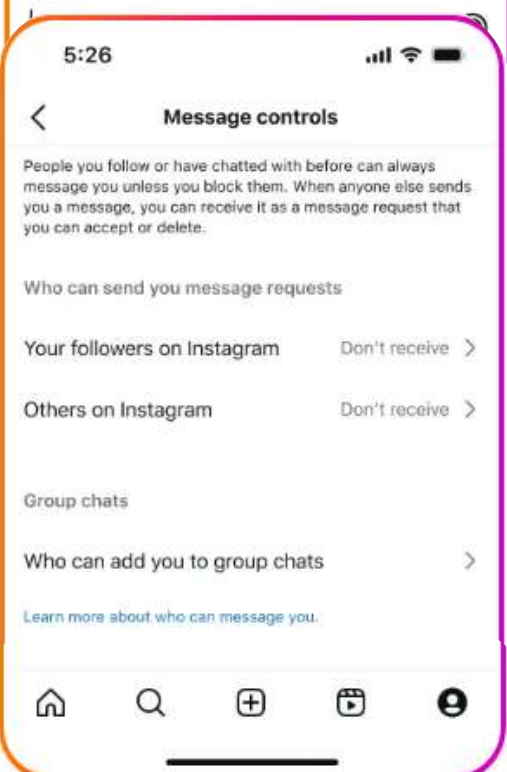 5:26
Message controls
People you follow or have chatted with before can always
message you unless you block them. When anyone else sends
you a message, you can receive it as a message request that
you can accept or delete.
Who can send you message requests
Your followers on Instagram Don't receive
Others on Instagram Don't receive
Group chats
Who can add you to group chats
Learn more about who can message you.